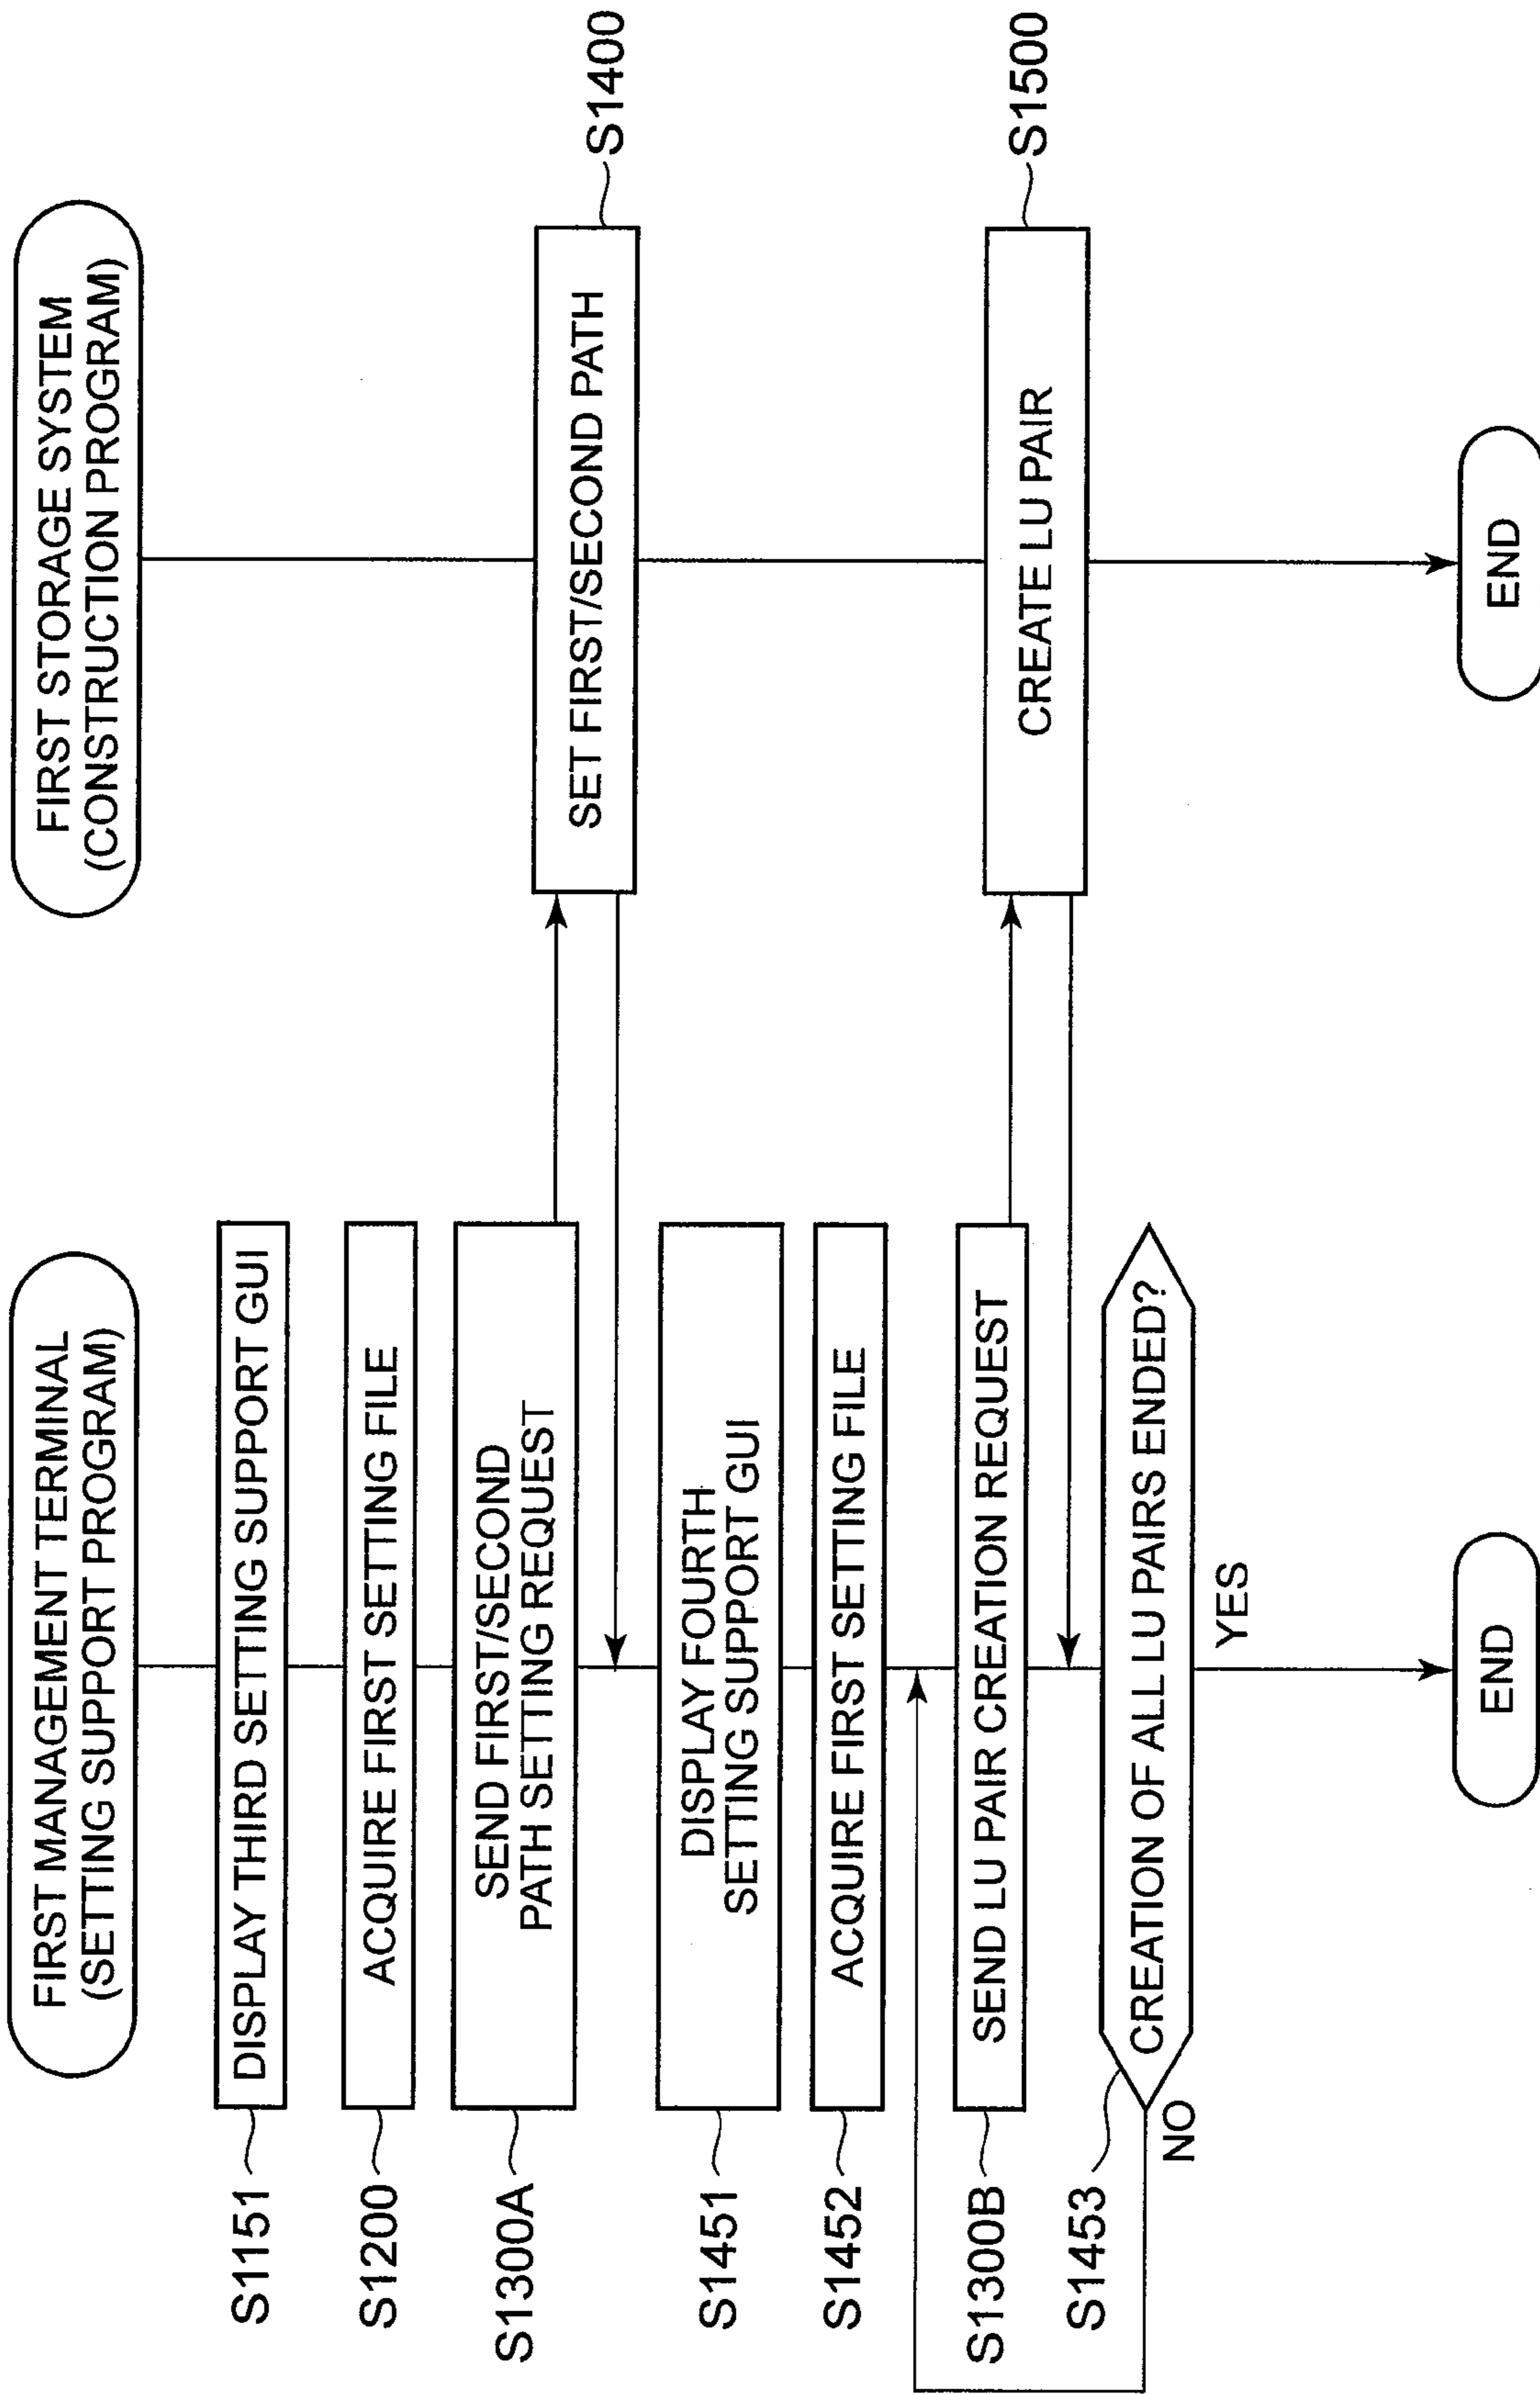 FIRST MANAGEMENT TERMINAL
(SETTING SUPPORT PROGRAM)
FIRST STORAGE SYSTEM
(CONSTRUCTION PROGRAM)
S1151
DISPLAY THIRD SETTING SUPPORT GUI
S1200
ACQUIRE FIRST SETTING FILE
S1300A
SEND FIRST/SECOND
PATH SETTING REQUEST
SET FIRST/SECOND PATH
S1400
S1451
DISPLAY FOURTH
SETTING SUPPORT GUI
S1452
ACQUIRE FIRST SETTING FILE
S1300B
SEND LU PAIR CREATION REQUEST
CREATE LU PAIR
S1500
S1453
CREATION OF ALL LU PAIRS ENDED?
NO
YES
END
END